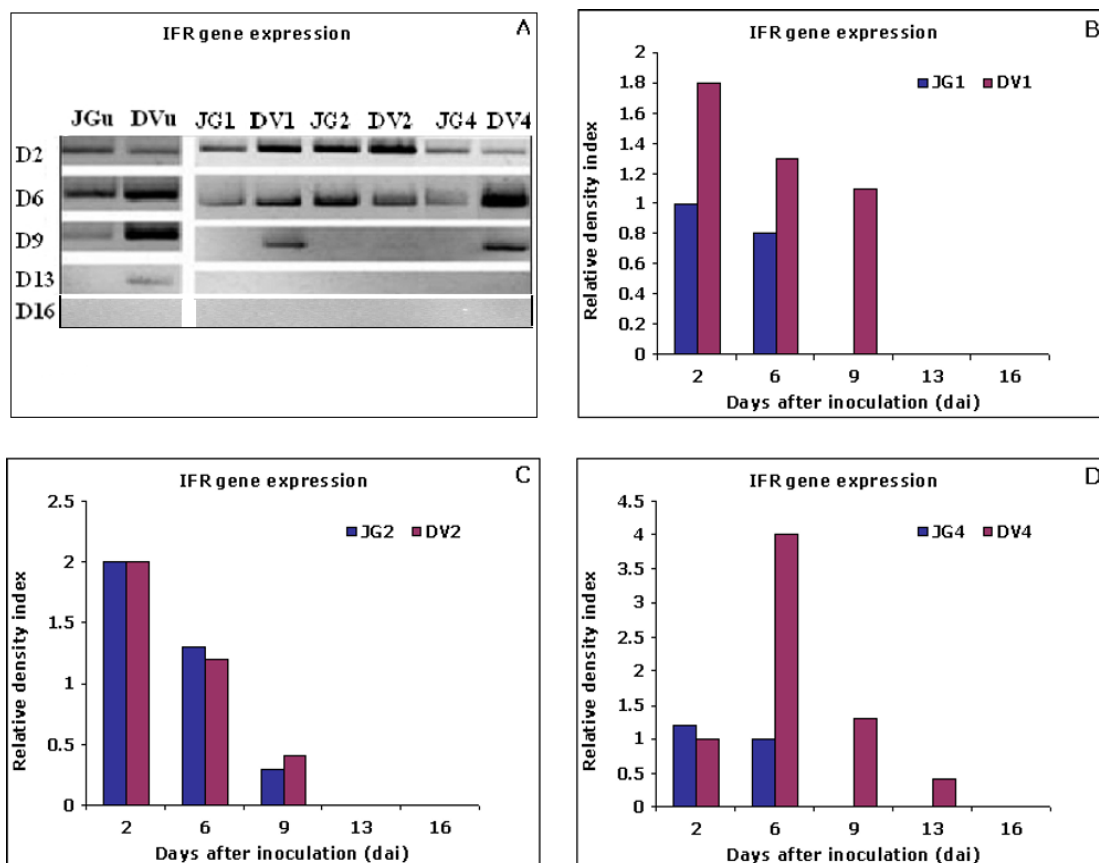 IFR gene expression
A
JGu DVu JG1 DV1 JG2 DV2 JG4 DV4
D2
D6
D9
D13
D16
IFR gene expression
B
JG1 DV1
Relative density index
2
1.8
1.6
1.4
1.2
1
0.8
0.6
0.4
0.2
0
2 6 9 13 16
Days after inoculation (dai)
IFR gene expression
C
JG2 DV2
Relative density index
2.5
2
1.5
1
0.5
0
2 6 9 13 16
Days after inoculation (dai)
IFR gene expression
D
JG4 DV4
Relative density index
4.5
4
3.5
3
2.5
2
1.5
1
0.5
0
2 6 9 13 16
Days after inoculation (dai)